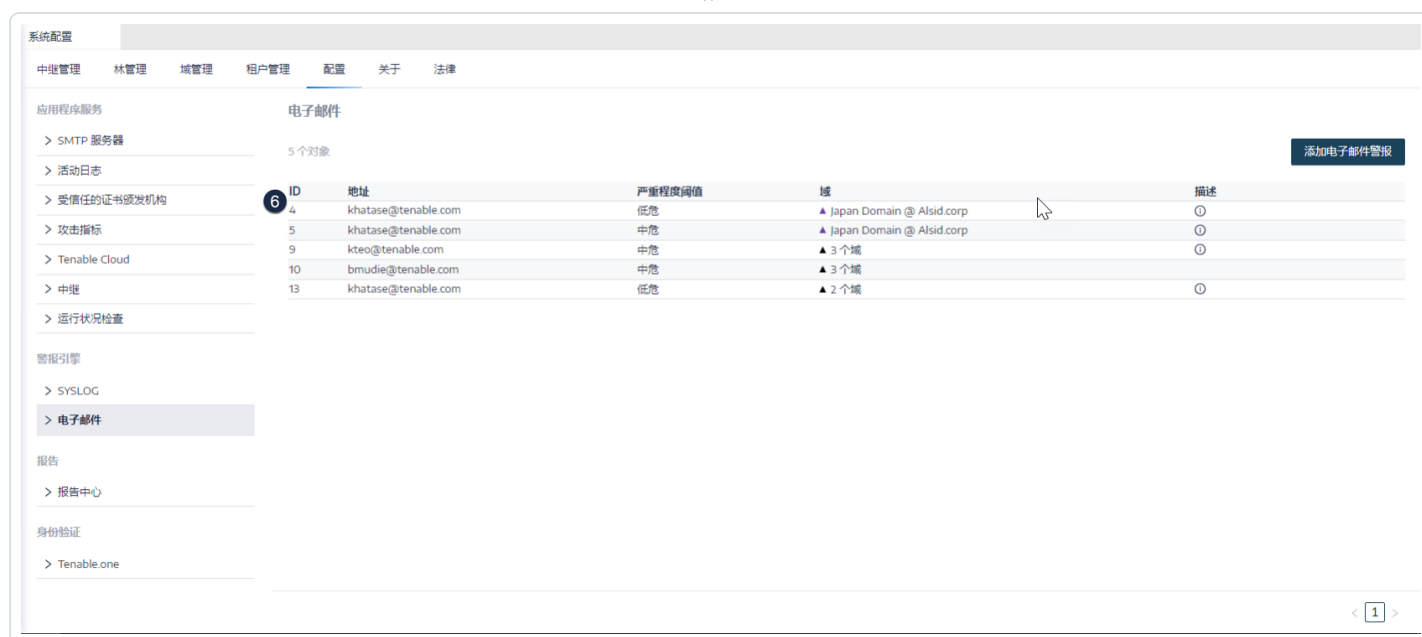 系统配置
中继管理 林管理 域管理 租户管理 配置 关于 法律
应用程序服务
SMTP 服务器
活动日志
受信任的证书颁发机构
攻击指标
Tenable Cloud
中继
运行状况检查
警报引擎
SYSLOG
电子邮件
报告
报告中心
身份验证
Tenable.one
电子邮件
5 个对象
添加电子邮件警报
6
ID 地址 严重程度阈值 域 描述
4 khatase@tenable.com 低危 Japan Domain @ Alsid.corp
5 khatase@tenable.com 中危 Japan Domain @ Alsid.corp
9 kteo@tenable.com 中危 3 个域
10 bmudie@tenable.com 中危 3 个域
13 khatase@tenable.com 低危 2 个域
< 1 >